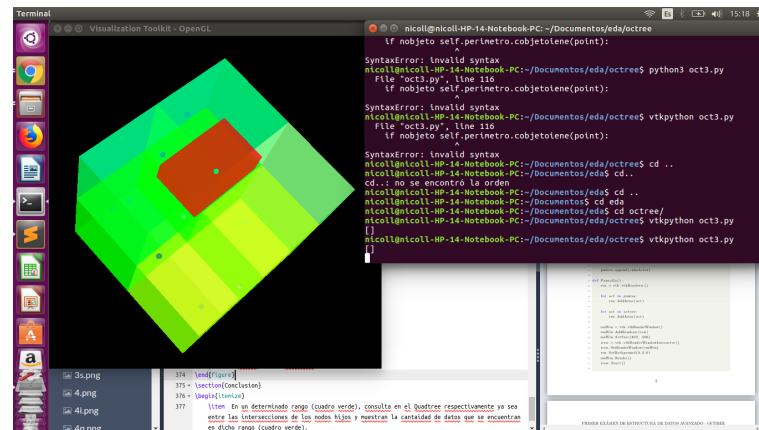 Terminal
Es
15:18
Visualization Toolkit - OpenGL
nicoll@nicoll-HP-14-Notebook-PC: ~/Documentos/eda/octree
if nobjeto self.perimetro.cobjetoiene(point):
^
SyntaxError: invalid syntax
nicoll@nicoll-HP-14-Notebook-PC:~/Documentos/eda/octree$ python3 oct3.py
File "oct3.py", line 116
if nobjeto self.perimetro.cobjetoiene(point):
^
SyntaxError: invalid syntax
nicoll@nicoll-HP-14-Notebook-PC:~/Documentos/eda/octree$ vtkpython oct3.py
File "oct3.py", line 116
if nobjeto self.perimetro.cobjetoiene(point):
^
SyntaxError: invalid syntax
nicoll@nicoll-HP-14-Notebook-PC:~/Documentos/eda/octree$ cd ..
nicoll@nicoll-HP-14-Notebook-PC:~/Documentos/eda$ cd..
cd..: no se encontró la orden
nicoll@nicoll-HP-14-Notebook-PC:~/Documentos/eda$ cd ..
nicoll@nicoll-HP-14-Notebook-PC:~/Documentos$ cd eda
nicoll@nicoll-HP-14-Notebook-PC:~/Documentos/eda$ cd octree/
nicoll@nicoll-HP-14-Notebook-PC:~/Documentos/eda/octree$ vtkpython oct3.py
[]
nicoll@nicoll-HP-14-Notebook-PC:~/Documentos/eda/octree$ vtkpython oct3.py
[]
3s.png
4.png
4i.png
4o.png
374 \end{figure}
375 \section{Conclusion}
376 \begin{itemize}
377 \item En un determinado rango (cuadro verde), consulta en el Quadtree respectivamente ya sea
entre las intersecciones de los nodos hijos y muestran la cantidad de datos que se encuentran
en dicho rango (cuadro verde).
PRIMER EXÁMEN DE ESTRUCTURA DE DATOS AVANZADO - OCTREE